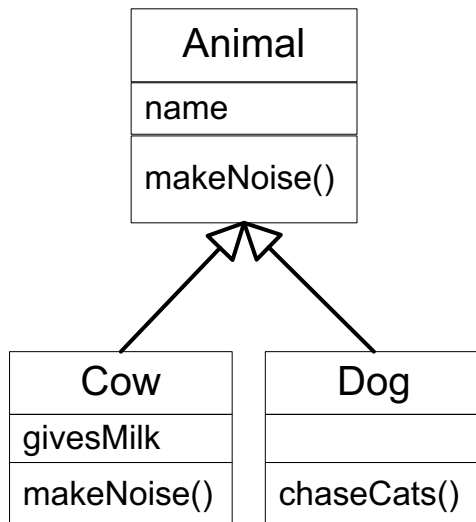 Animal
name
makeNoise()
Cow
givesMilk
makeNoise()
Dog
chaseCats()